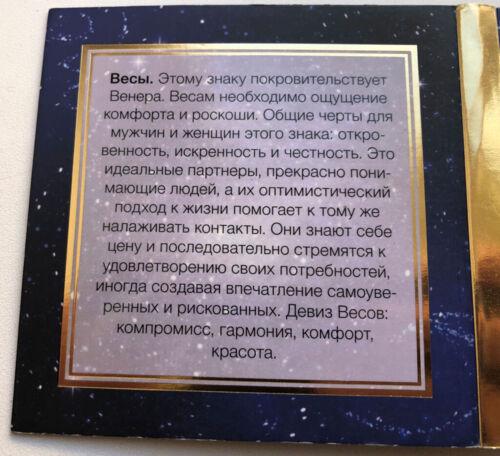 Весы. Этому знаку покровительствует
Венера. Весам необходимо ощущение
комфорта и роскоши. Общие черты для
мужчин и женщин этого знака: откро-
венность, искренность и честность. Это
идеальные партнеры, прекрасно пони-
мающие людей, а их оптимистический
подход к жизни помогает к тому же
налаживать контакты. Они знают себе
цену и последовательно стремятся к
удовлетворению своих потребностей,
иногда создавая впечатление самоуве-
ренных и рискованных. Девиз Весов:
компромисс, гармония, комфорт,
красота.